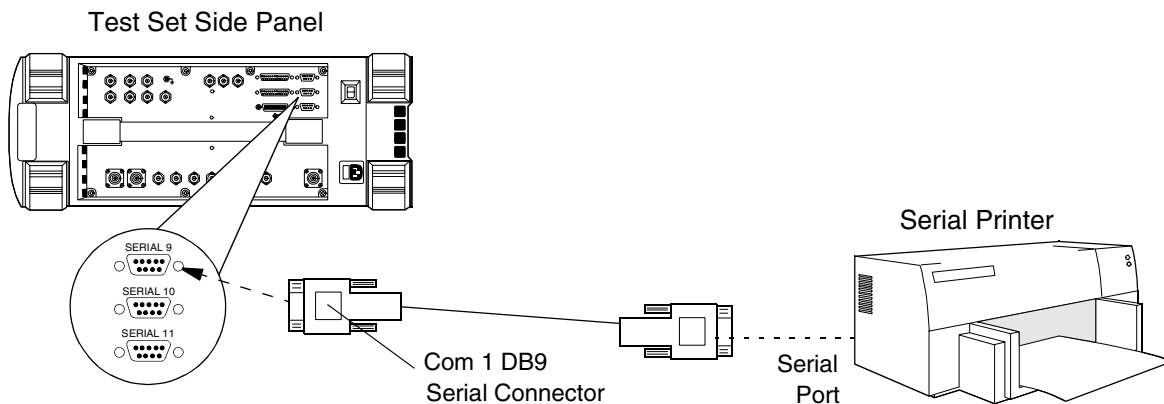 Test Set Side Panel
SERIAL 9
SERIAL 10
SERIAL 11
Com 1 DB9
Serial Connector
Serial Printer
Serial
Port